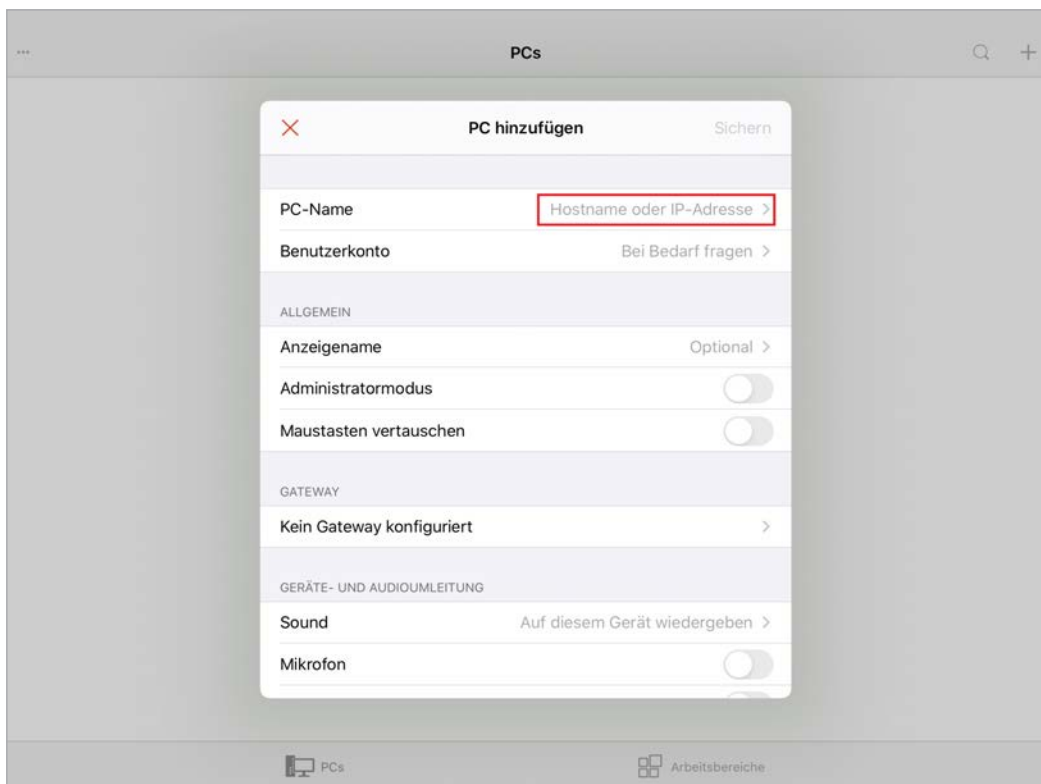 ...
PCs
PC hinzufügen
Sichern
PC-Name
Hostname oder IP-Adresse
Benutzerkonto
Bei Bedarf fragen
ALLGEMEIN
Anzeigename
Optional
Administratormodus
Maustasten vertauschen
GATEWAY
Kein Gateway konfiguriert
GERÄTE- UND AUDIOUMLEITUNG
Sound
Auf diesem Gerät wiedergeben
Mikrofon
PCs
Arbeitsbereiche